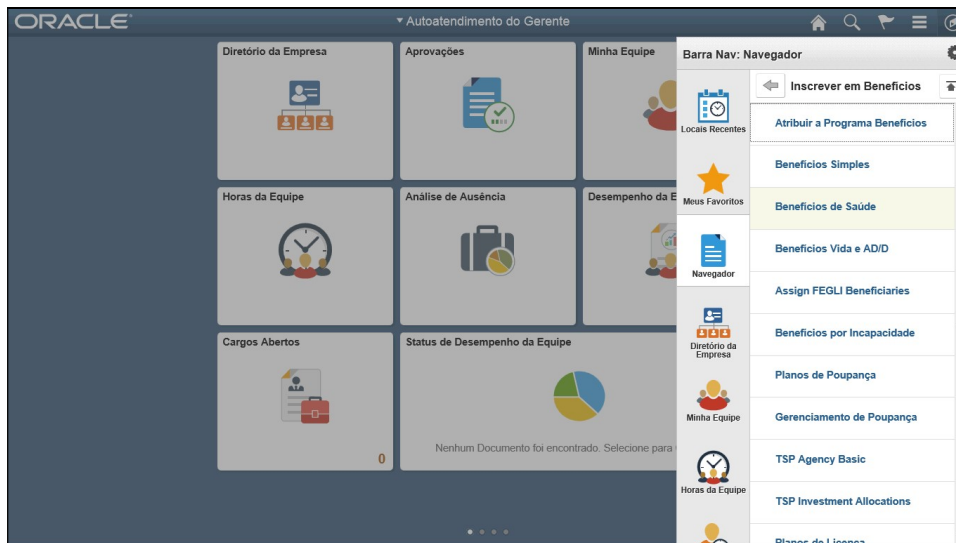 ORACLE
Autoatendimento do Gerente
Diretório da Empresa
Aprovações
Minha Equipe
Horas da Equipe
Análise de Ausência
Desempenho da E
Cargos Abertos
0
Status de Desempenho da Equipe
Nenhum Documento foi encontrado. Selecione para
Barra Nav: Navegador
Locais Recentes
Meus Favoritos
Navegador
Diretório da
Empresa
Minha Equipe
Horas da Equipe
Inscrever em Benefícios
Atribuir a Programa Benefícios
Benefícios Simples
Benefícios de Saúde
Benefícios Vida e AD/D
Assign FEGLI Beneficiaries
Benefícios por Incapacidade
Planos de Poupança
Gerenciamento de Poupança
TSP Agency Basic
TSP Investment Allocations
Planos de Licença